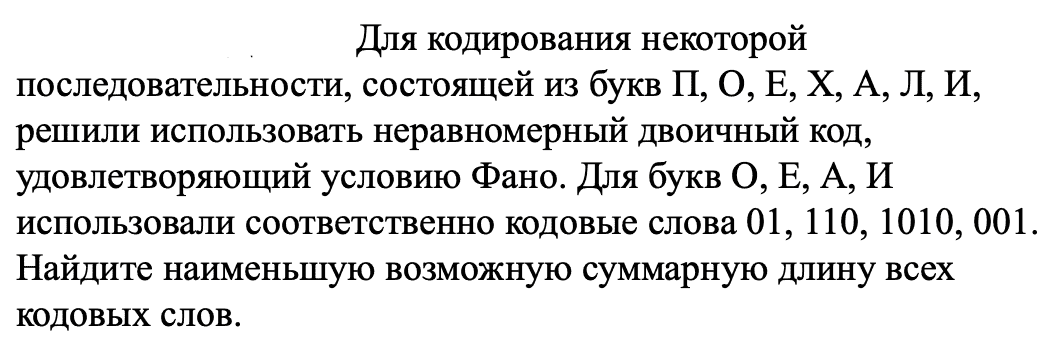 Для кодирования некоторой
последовательности, состоящей из букв П, О, Е, Х, А, Л, И,
решили использовать неравномерный двоичный код,
удовлетворяющий условию Фано. Для букв О, Е, А, И
использовали соответственно кодовые слова 01, 110, 1010, 001.
Найдите наименьшую возможную суммарную длину всех
кодовых слов.